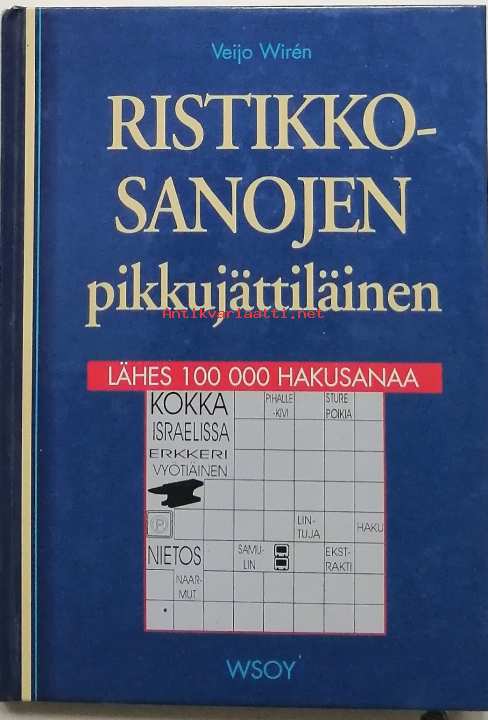 Veijo Wirén
RISTIKKO-
SANOJEN
pikkujättiläinen
Antikvariaatti.net
LÄHES 100 000 HAKUSANAA
KOKKA
ISRAELISSA
ERKKERI
VYÖTIÄINEN
PIHALLE
-KIVI
STURE
POIKIA
P
LIN-
TUJA
HAKU
NIETOS
SAMU-
LIN
EKST-
RAKTI
NAAR-
MUT
WSOY